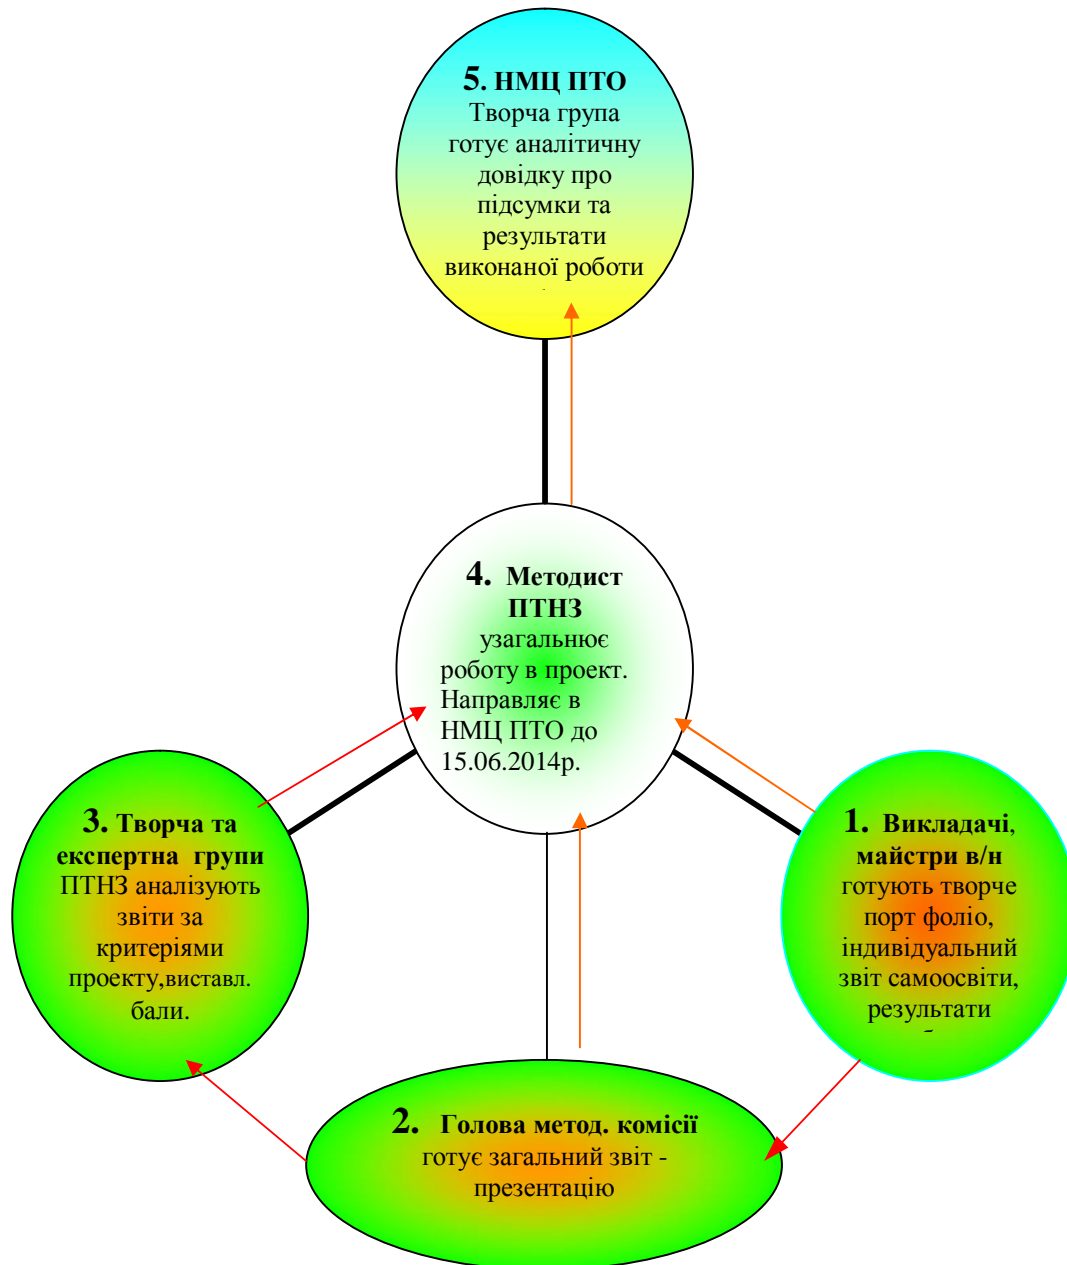 5. НМЦ ПТО
Творча група
готує аналітичну
довідку про
підсумки та
результати
виконаної роботи
4. Методист
ПТНЗ
узагальнює
роботу в проект.
Направляє в
НМЦ ПТО до
15.06.2014р.
3. Творча та
експертна групи
ПТНЗ аналізують
звіти за
критеріями
проекту,виставл.
бали.
1. Викладачі,
майстри в/н
готують творче
порт фоліо,
індивідуальний
звіт самоосвіти,
результати
2. Голова метод. комісії
готує загальний звіт -
презентацію